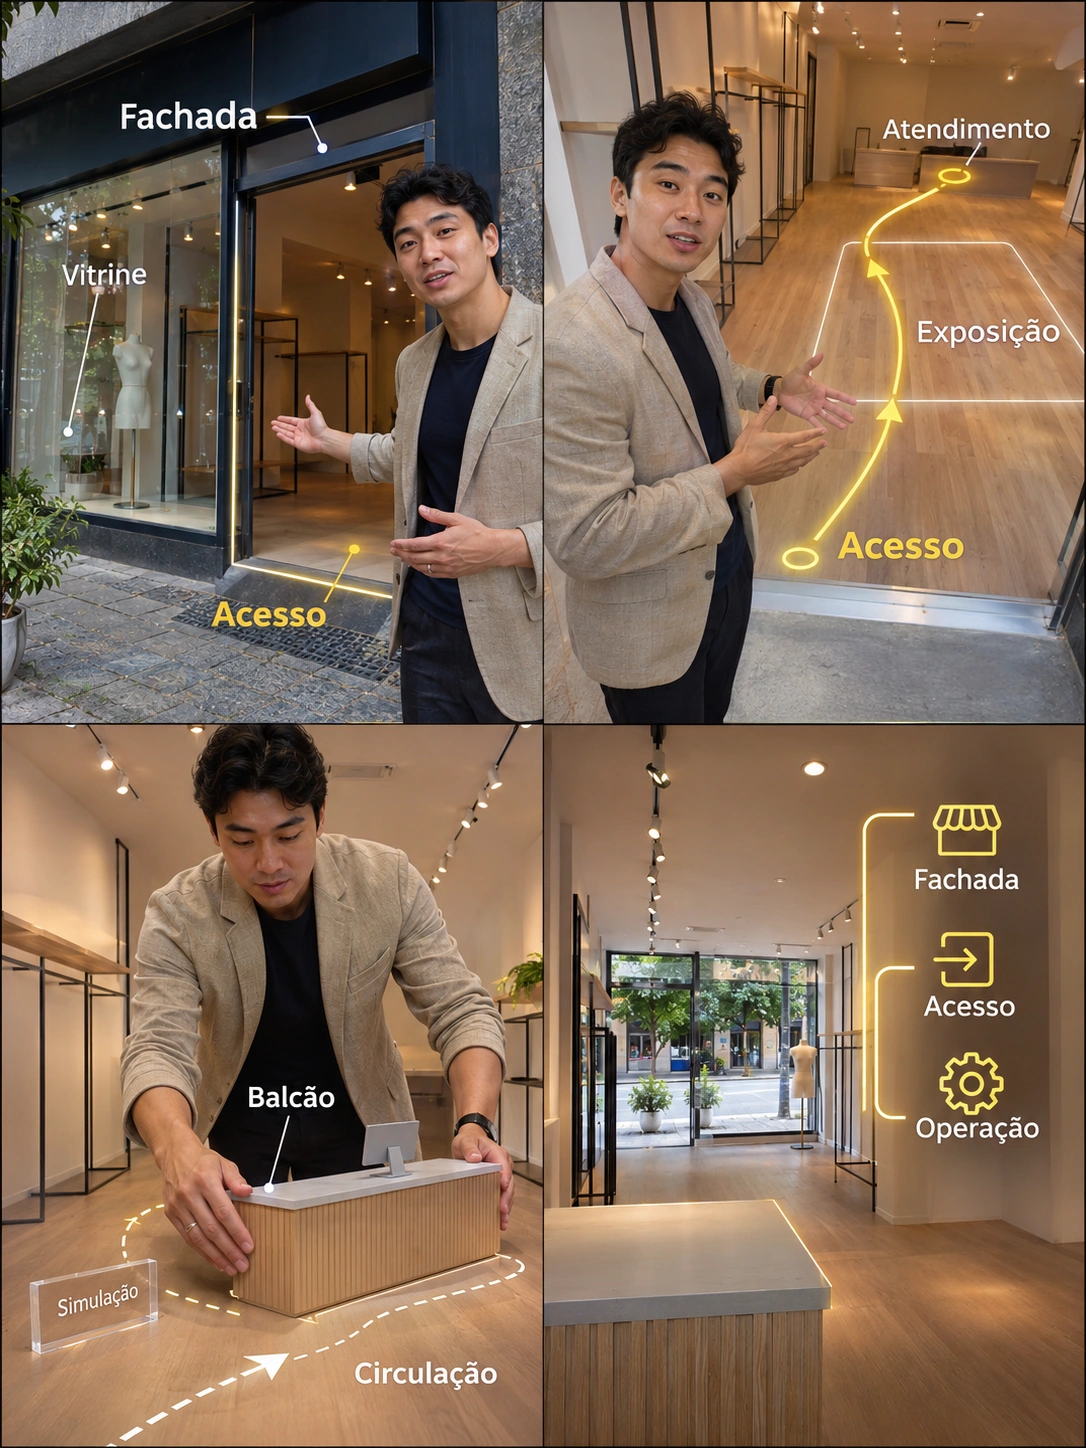 Fachada
Vitrine
Acesso
Atendimento
Exposição
Acesso
Balcão
Simulação
Circulação
Fachada
Acesso
Operação